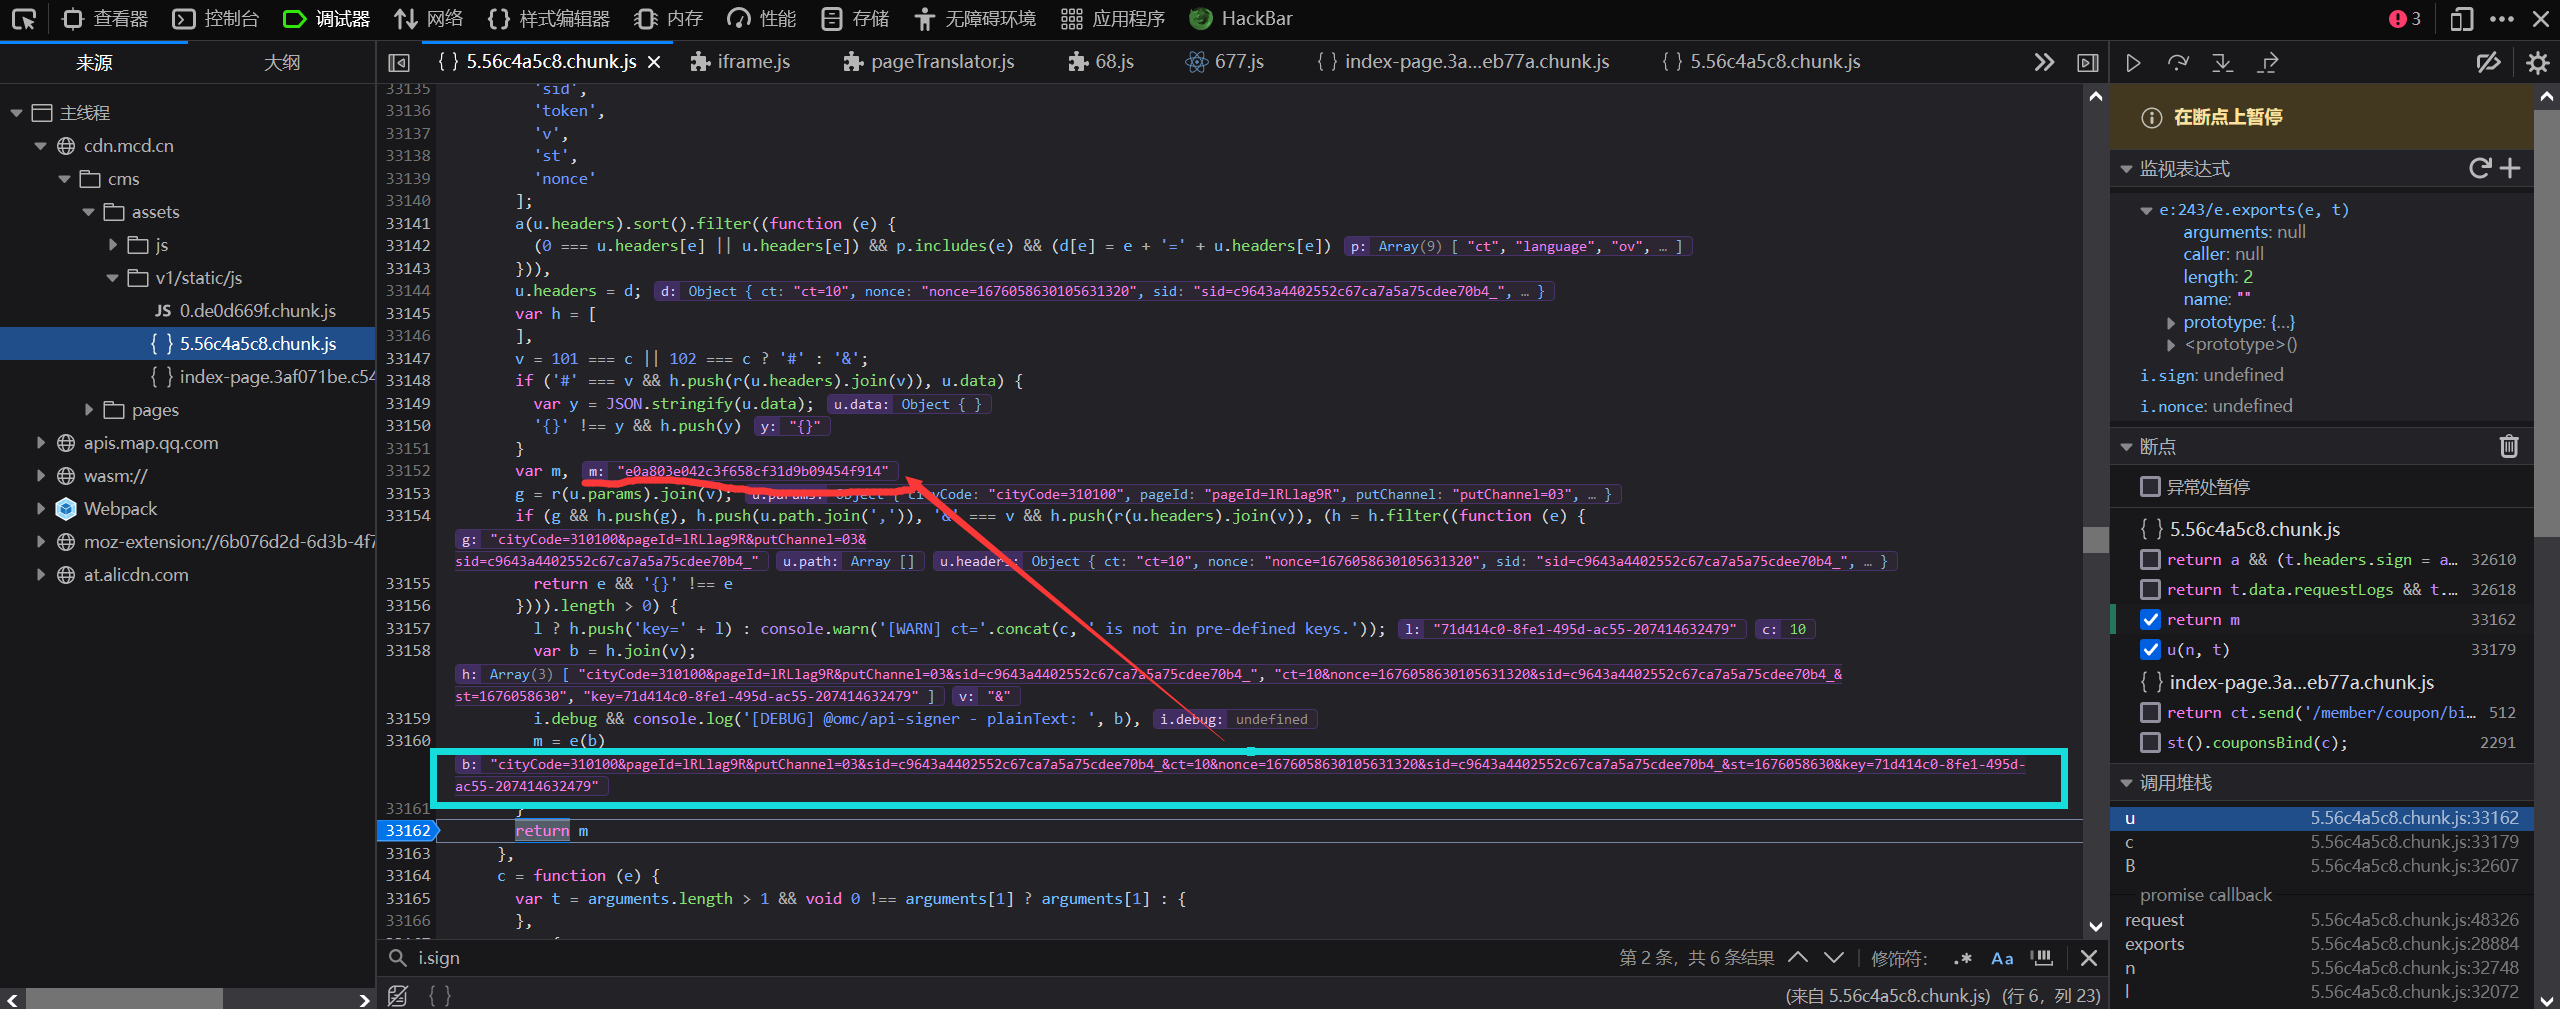 查看器 控制台 调试器 网络 样式编辑器 内存 性能 存储 无障碍环境 应用程序 HackBar 3
来源 大纲
5.56c4a5c8.chunk.js iframe.js pageTranslator.js 68.js 677.js index-page.3a...eb77a.chunk.js 5.56c4a5c8.chunk.js
主线程
cdn.mcd.cn
cms
assets
js
v1/static/js
0.de0d669f.chunk.js
5.56c4a5c8.chunk.js
index-page.3af071be.c54
pages
apis.map.qq.com
wasm://
Webpack
moz-extension://6b076d2d-6d3b-4f7
at.alicdn.com
33135 'sid',
33136 'token',
33137 'v',
33138 'st',
33139 'nonce'
33140 ];
33141 a(u.headers).sort().filter((function (e) {
33142 (0 === u.headers[e] || u.headers[e]) && p.includes(e) && (d[e] = e + '=' + u.headers[e]) p: Array(9) [ "ct", "language", "ov", … ]
33143 })),
33144 u.headers = d; d: Object { ct: "ct=10", nonce: "nonce=1676058630105631320", sid: "sid=c9643a4402552c67ca7a5a75cdee70b4_", … }
33145 var h = [
33146 ],
33147 v = 101 === c || 102 === c ? '#' : '&';
33148 if ('#' === v && h.push(r(u.headers).join(v)), u.data) {
33149 var y = JSON.stringify(u.data); u.data: Object { }
33150 '{}' !== y && h.push(y) y: "{}"
33151 }
33152 var m, m: "e0a803e042c3f658cf31d9b09454f914"
33153 g = r(u.params).join(v); u.params: Object { cityCode: "cityCode=310100", pageId: "pageId=lRLlag9R", putChannel: "putChannel=03", … }
33154 if (g && h.push(g), h.push(u.path.join(',')), '&' === v && h.push(r(u.headers).join(v)), (h = h.filter((function (e) {
g: "cityCode=310100&pageId=lRLlag9R&putChannel=03&
sid=c9643a4402552c67ca7a5a75cdee70b4_" u.path: Array [] u.headers: Object { ct: "ct=10", nonce: "nonce=1676058630105631320", sid: "sid=c9643a4402552c67ca7a5a75cdee70b4_", … }
33155 return e && '{}' !== e
33156 }))).length > 0) {
33157 l ? h.push('key=' + l) : console.warn('[WARN] ct='.concat(c, ' is not in pre-defined keys.')); l: "71d414c0-8fe1-495d-ac55-207414632479" c: 10
33158 var b = h.join(v);
h: Array(3) [ "cityCode=310100&pageId=lRLlag9R&putChannel=03&sid=c9643a4402552c67ca7a5a75cdee70b4_", "ct=10&nonce=1676058630105631320&sid=c9643a4402552c67ca7a5a75cdee70b4_&
st=1676058630", "key=71d414c0-8fe1-495d-ac55-207414632479" ] v: "&"
33159 i.debug && console.log('[DEBUG] @omc/api-signer - plainText: ', b), i.debug: undefined
33160 m = e(b)
b: "cityCode=310100&pageId=lRLlag9R&putChannel=03&sid=c9643a4402552c67ca7a5a75cdee70b4_&ct=10&nonce=1676058630105631320&sid=c9643a4402552c67ca7a5a75cdee70b4_&st=1676058630&key=71d414c0-8fe1-495d-
ac55-207414632479"
33161 }
33162 return m
33163 },
33164 c = function (e) {
33165 var t = arguments.length > 1 && void 0 !== arguments[1] ? arguments[1] : {
33166 },
i.sign 第 2 条，共 6 条结果 修饰符： .* Aa
(来自 5.56c4a5c8.chunk.js) (行 6，列 23)
在断点上暂停
监视表达式
e:243/e.exports(e, t)
arguments: null
caller: null
length: 2
name: ""
prototype: {…}
<prototype>()
i.sign: undefined
i.nonce: undefined
断点
异常处暂停
5.56c4a5c8.chunk.js
return a && (t.headers.sign = a… 32610
return t.data.requestLogs && t.… 32618
return m 33162
u(n, t) 33179
index-page.3a...eb77a.chunk.js
return ct.send('/member/coupon/bi… 512
st().couponsBind(c); 2291
调用堆栈
u 5.56c4a5c8.chunk.js:33162
c 5.56c4a5c8.chunk.js:33179
B 5.56c4a5c8.chunk.js:32607
promise callback
request 5.56c4a5c8.chunk.js:48326
exports 5.56c4a5c8.chunk.js:28884
n 5.56c4a5c8.chunk.js:32748
l 5.56c4a5c8.chunk.js:32072